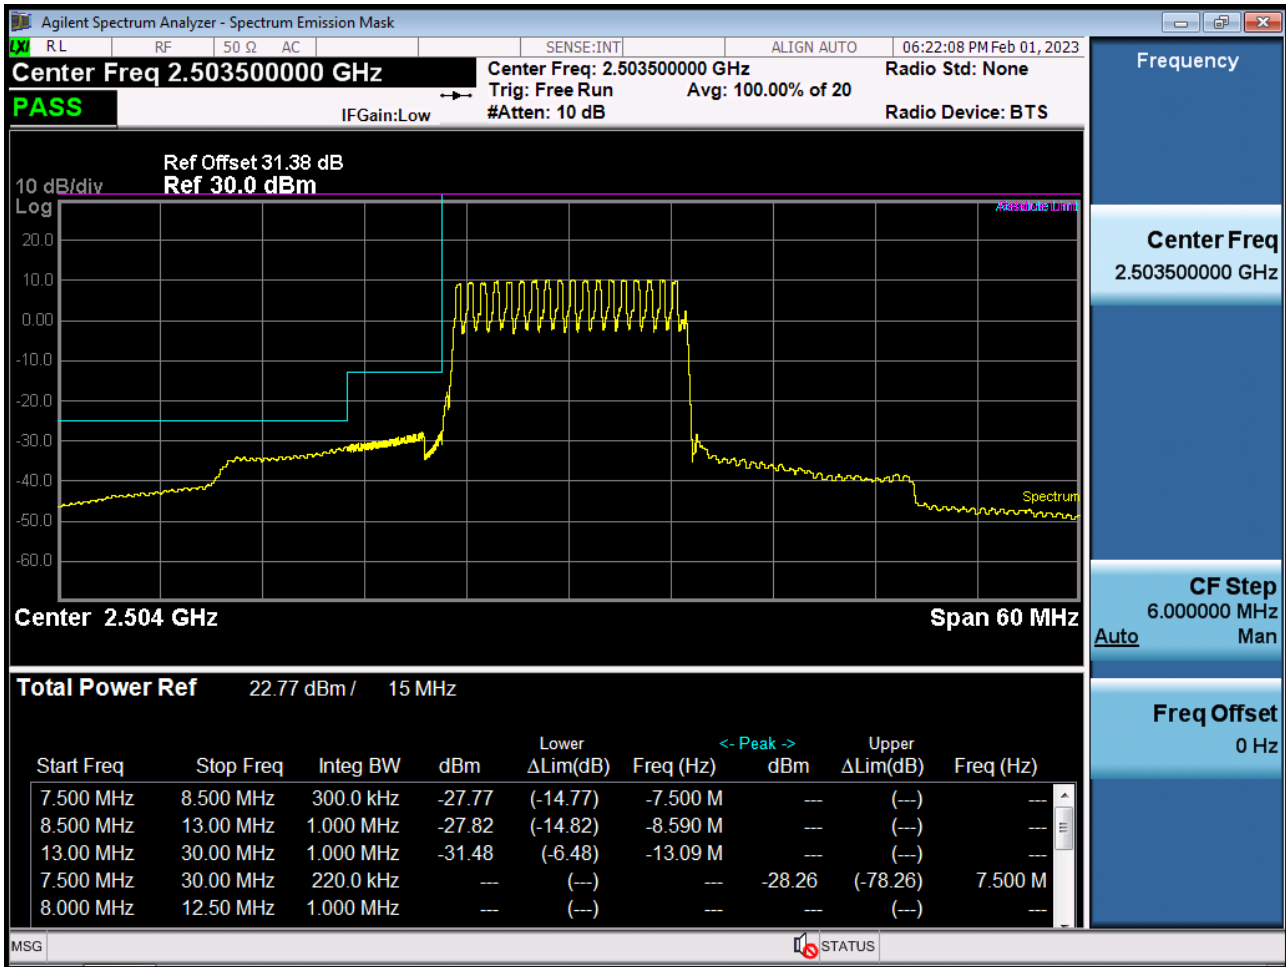 Agilent Spectrum Analyzer - Spectrum Emission Mask
LXI RL RF 50 Ω AC SENSE:INT ALIGN AUTO 06:22:08 PM Feb 01, 2023
Center Freq 2.503500000 GHz
PASS
IFGain:Low
Center Freq: 2.503500000 GHz
Trig: Free Run Avg: 100.00% of 20
#Atten: 10 dB
Radio Std: None
Radio Device: BTS
Ref Offset 31.38 dB
10 dB/div Ref 30.0 dBm
Log
Absolute Limit
20.0
10.0
0.00
-10.0
-20.0
-30.0
-40.0
-50.0
-60.0
Spectrum
Center 2.504 GHz Span 60 MHz
Total Power Ref 22.77 dBm / 15 MHz
Lower <- Peak -> Upper
Start Freq Stop Freq Integ BW dBm ΔLim(dB) Freq (Hz) dBm ΔLim(dB) Freq (Hz)
7.500 MHz 8.500 MHz 300.0 kHz -27.77 (-14.77) -7.500 M --- (---) ---
8.500 MHz 13.00 MHz 1.000 MHz -27.82 (-14.82) -8.590 M --- (---) ---
13.00 MHz 30.00 MHz 1.000 MHz -31.48 (-6.48) -13.09 M --- (---) ---
7.500 MHz 30.00 MHz 220.0 kHz --- (---) --- -28.26 (-78.26) 7.500 M
8.000 MHz 12.50 MHz 1.000 MHz --- (---) --- --- (---) ---
MSG STATUS
Frequency
Center Freq
2.503500000 GHz
CF Step
6.000000 MHz
Auto Man
Freq Offset
0 Hz